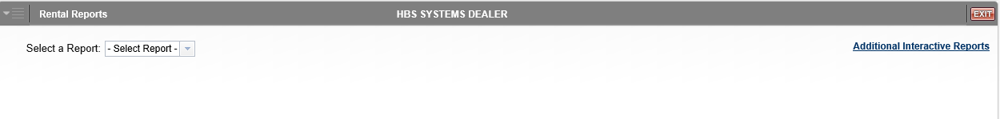 Rental Reports HBS SYSTEMS DEALER EXIT
Select a Report: - Select Report - Additional Interactive Reports